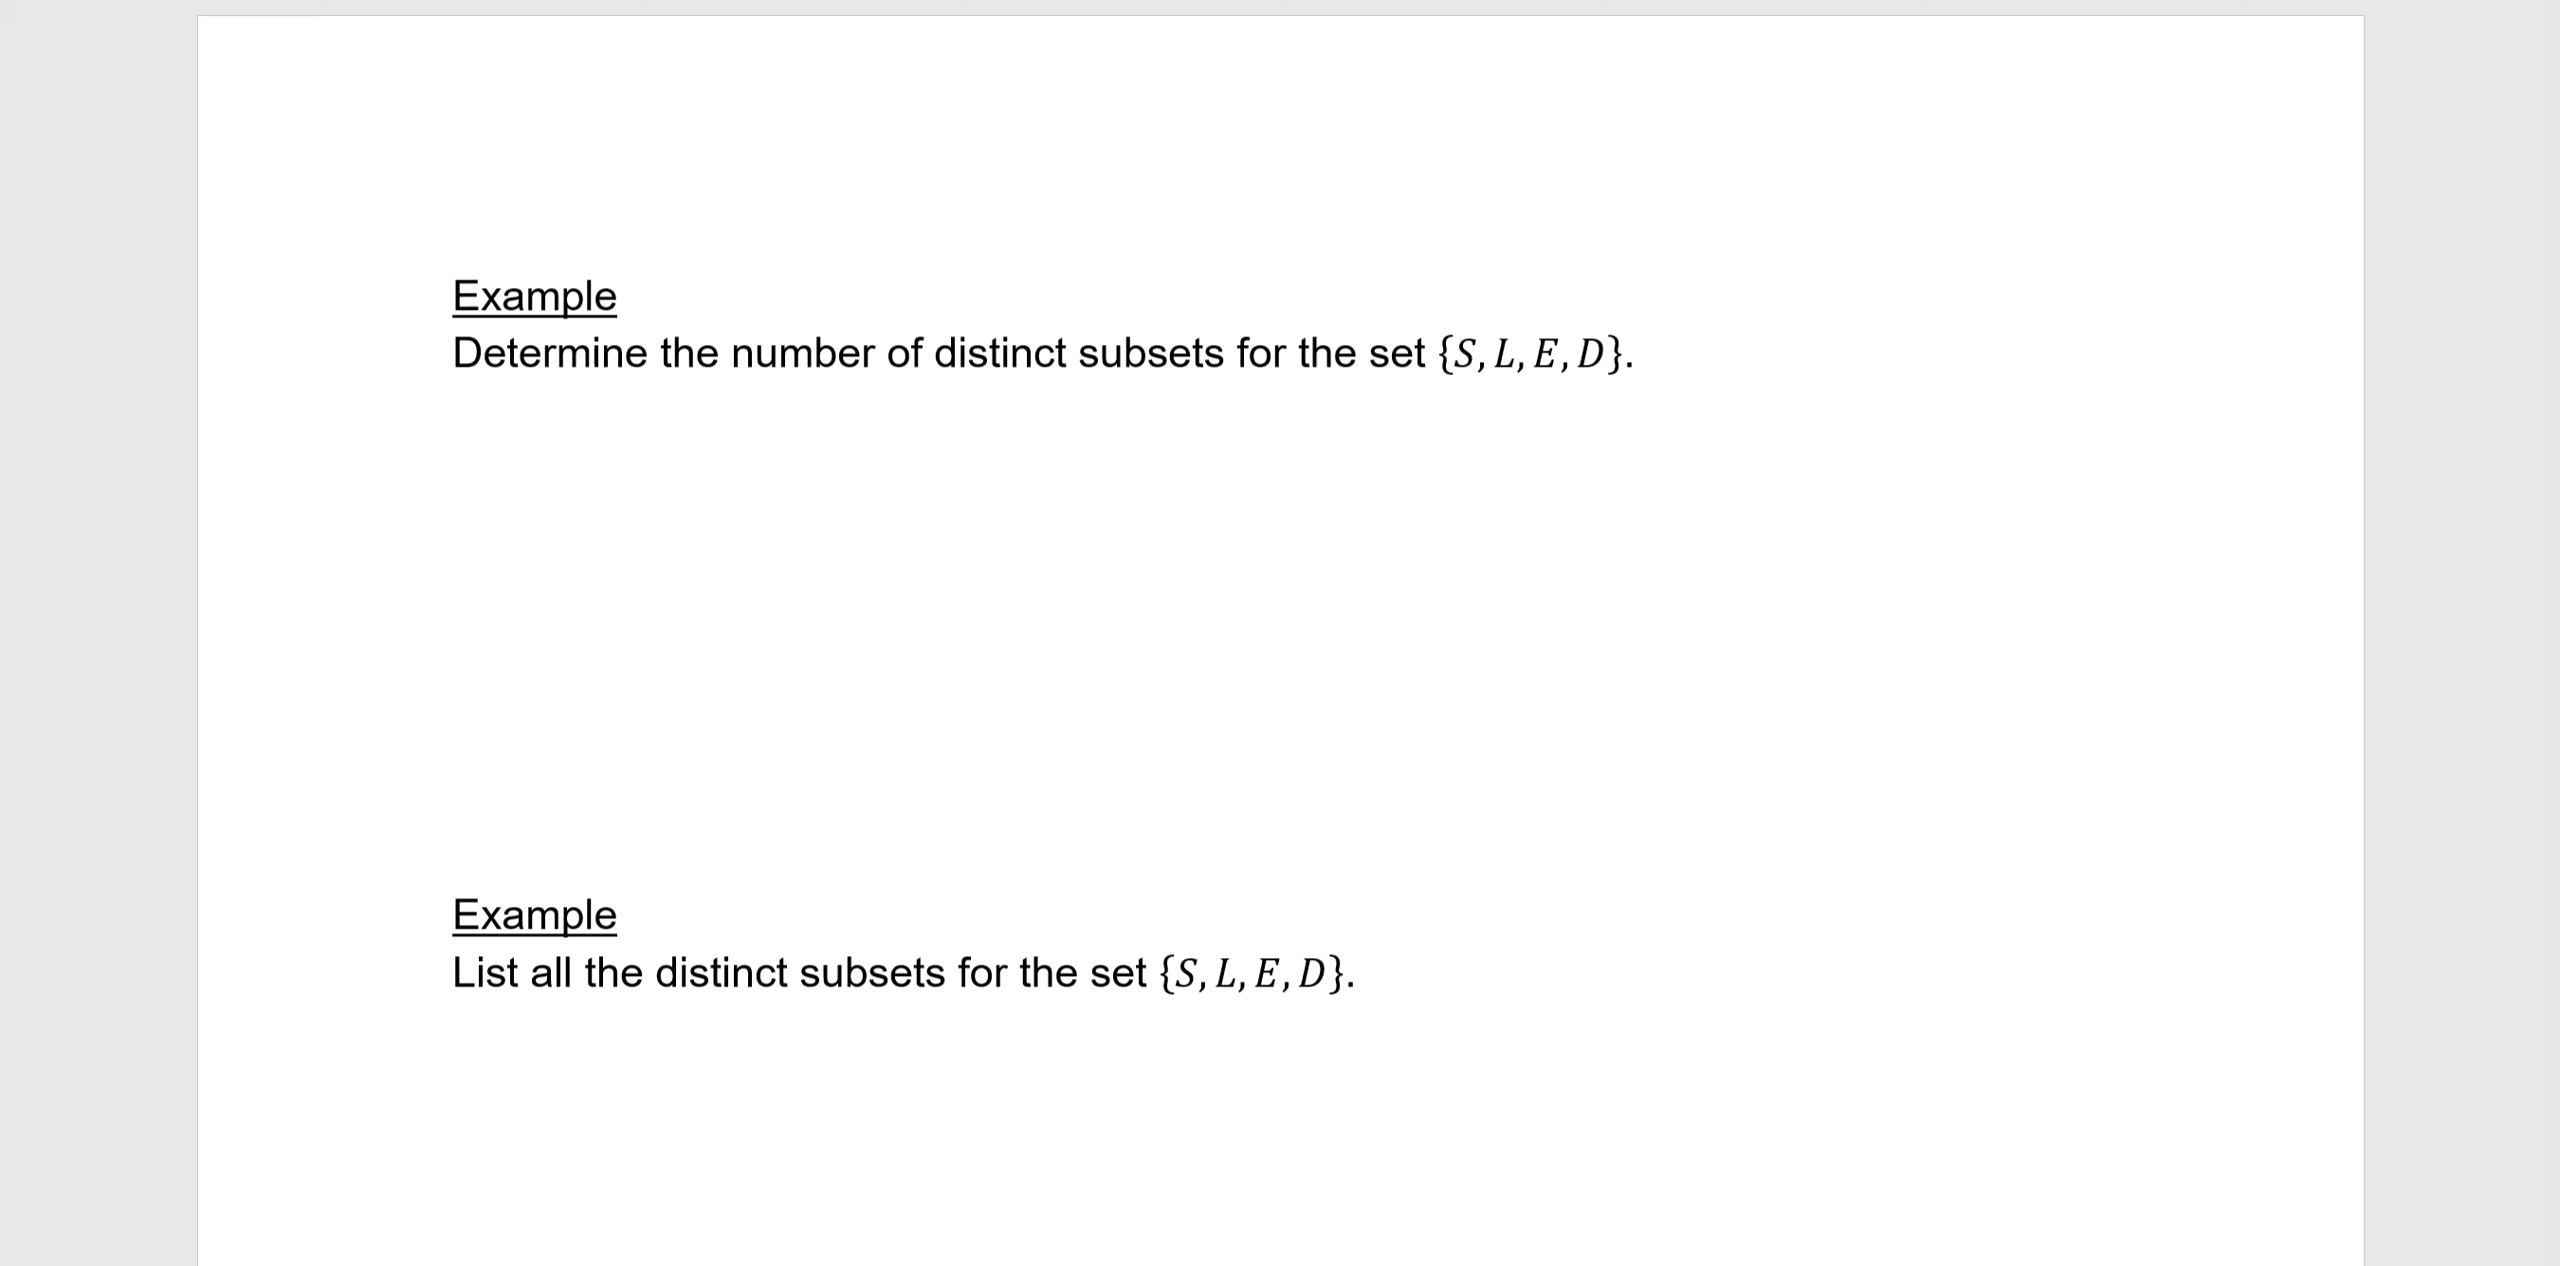 Example
Determine the number of distinct subsets for the set {S, L, E, D}.
Example
List all the distinct subsets for the set {S, L, E, D}.